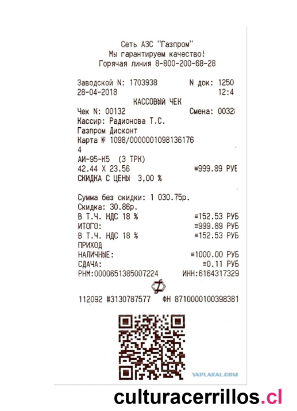 Сеть АЗС "Газпром"
Мы гарантируем качество!
Горячая линия 8-800-200-68-28
Заводской N: 1703938 N док: 1250
28-04-2018 12:4
КАССОВЫЙ ЧЕК
Чек N: 00132 Смена: 0032
Кассир: Радионова Т.С.
Газпром Дисконт
Карта № 1098/0000001098136176
4
АИ-95-К5 (3 ТРК)
42.44 X 23.56 =999.89 РУБ
СКИДКА С ЦЕНЫ 3,00 %
Сумма без скидки: 1 030.75р.
Скидка: 30.86р.
В Т.Ч. НДС 18 % =152.53 РУБ
ИТОГО: =999.89 РУБ
В Т.Ч. НДС 18 % =152.53 РУБ
ПРИХОД
НАЛИЧНЫЕ: =1000.00 РУБ
СДАЧА: =0.11 РУБ
РНМ:0000651385007224 ИНН:6164317329
112092 #3130787577 ФН 8710000100398381
YAPLAKAL.COM
culturacerrillos.cl